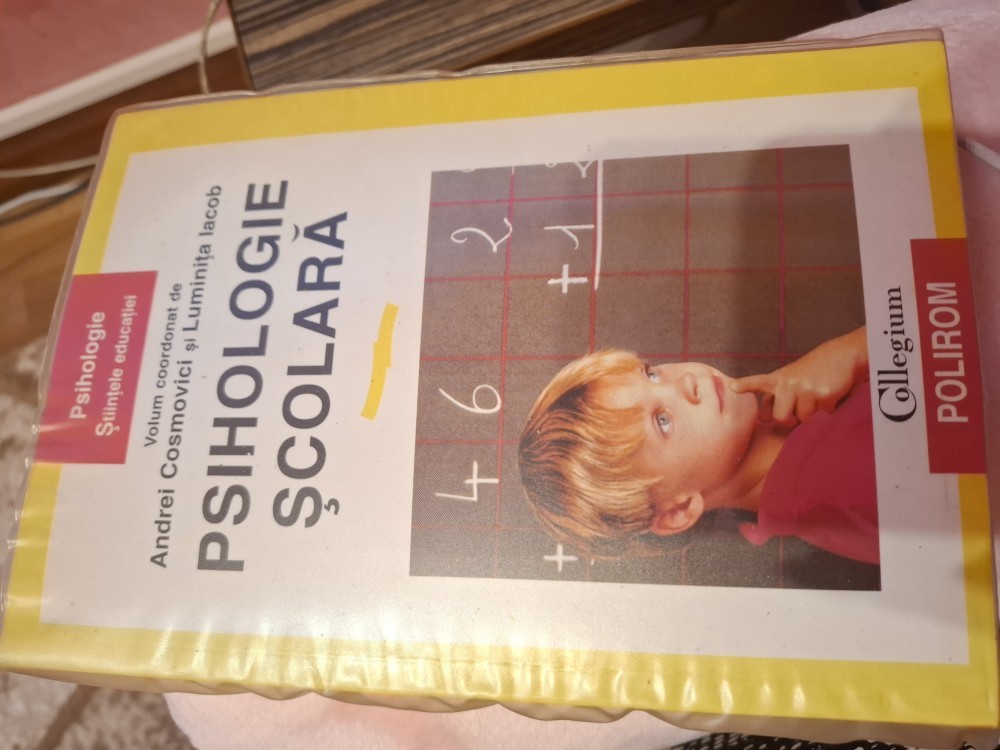 Psihologie
Științele educației
Volum coordonat de
Andrei Cosmovici și Luminița Iacob
PSIHOLOGIE
ȘCOLARĂ
4 6 2
+ + 1 2
Collegium
POLIROM